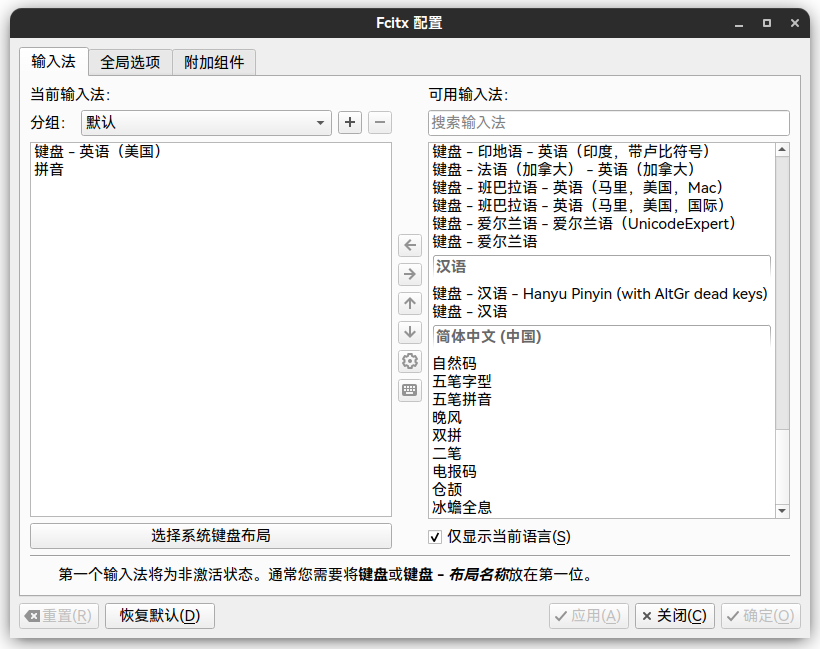 Fcitx 配置
输入法
全局选项
附加组件
当前输入法：
分组：
默认
键盘 – 英语（美国）
拼音
选择系统键盘布局
可用输入法：
搜索输入法
键盘 – 印地语 – 英语（印度，带卢比符号）
键盘 – 法语（加拿大） – 英语（加拿大）
键盘 – 班巴拉语 – 英语（马里，美国，Mac）
键盘 – 班巴拉语 – 英语（马里，美国，国际）
键盘 – 爱尔兰语 – 爱尔兰语（UnicodeExpert）
键盘 – 爱尔兰语
汉语
键盘 – 汉语 – Hanyu Pinyin (with AltGr dead keys)
键盘 – 汉语
简体中文 (中国)
自然码
五笔字型
五笔拼音
晚风
双拼
二笔
电报码
仓颉
冰蟾全息
仅显示当前语言(S)
第一个输入法将为非激活状态。通常您需要将键盘或键盘 – 布局名称放在第一位。
重置(R)
恢复默认(D)
应用(A)
关闭(C)
确定(O)